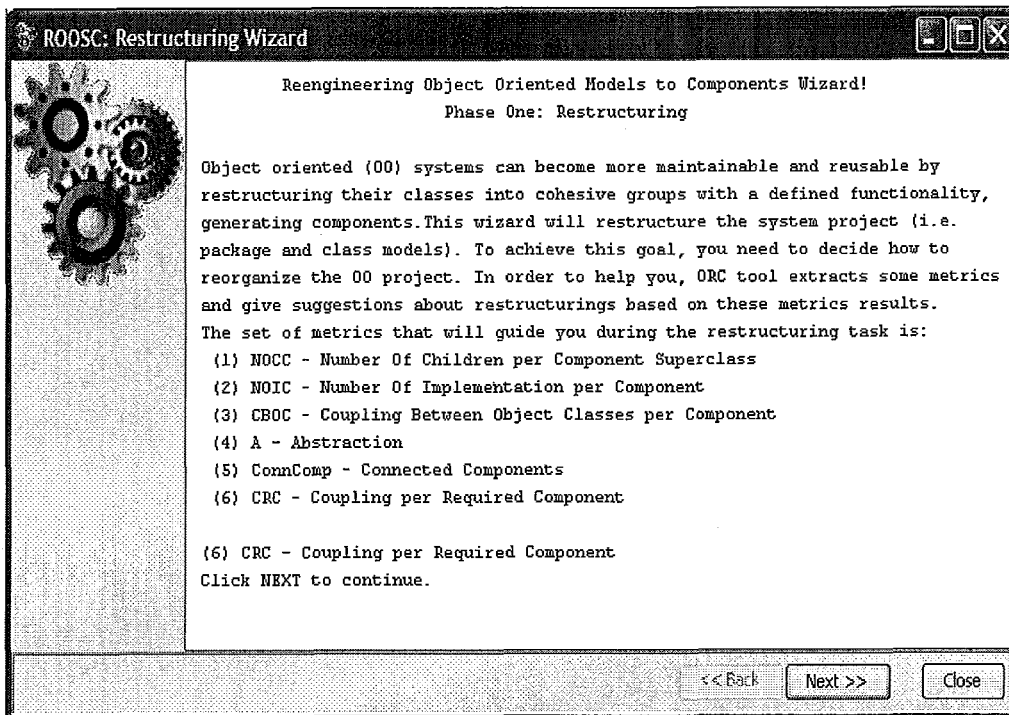 ROOSC: Restructuring Wizard
Reengineering Object Oriented Models to Components Wizard!
Phase One: Restructuring
Object oriented (OO) systems can become more maintainable and reusable by
restructuring their classes into cohesive groups with a defined functionality,
generating components.This wizard will restructure the system project (i.e.
package and class models). To achieve this goal, you need to decide how to
reorganize the OO project. In order to help you, ORC tool extracts some metrics
and give suggestions about restructurings based on these metrics results.
The set of metrics that will guide you during the restructuring task is:
(1) NOCC - Number Of Children per Component Superclass
(2) NOIC - Number Of Implementation per Component
(3) CBOC - Coupling Between Object Classes per Component
(4) A - Abstraction
(5) ConnComp - Connected Components
(6) CRC - Coupling per Required Component
(6) CRC - Coupling per Required Component
Click NEXT to continue.
<< Back Next >> Close